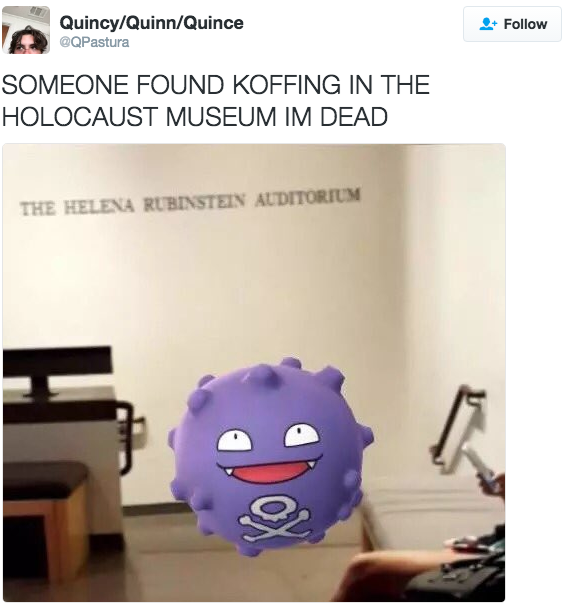 Quincy/Quinn/Quince
@QPastura
Follow
SOMEONE FOUND KOFFING IN THE
HOLOCAUST MUSEUM IM DEAD
THE HELENA RUBINSTEIN AUDITORIUM